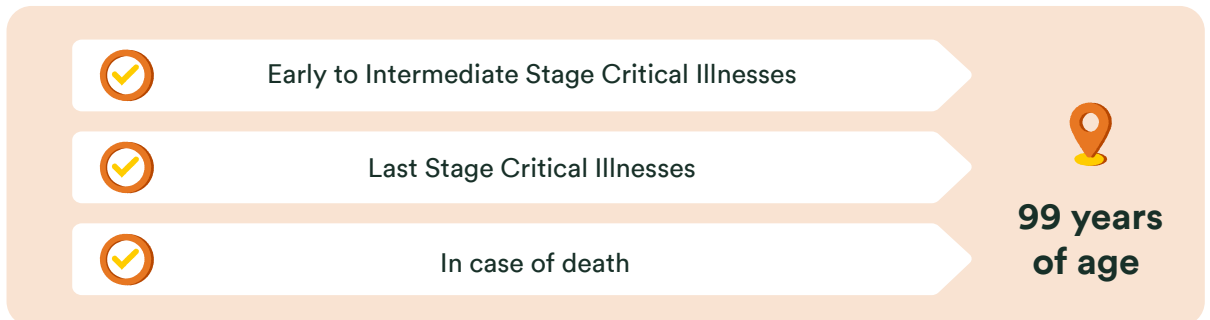 Early to Intermediate Stage Critical Illnesses
Last Stage Critical Illnesses
In case of death
99 years
of age